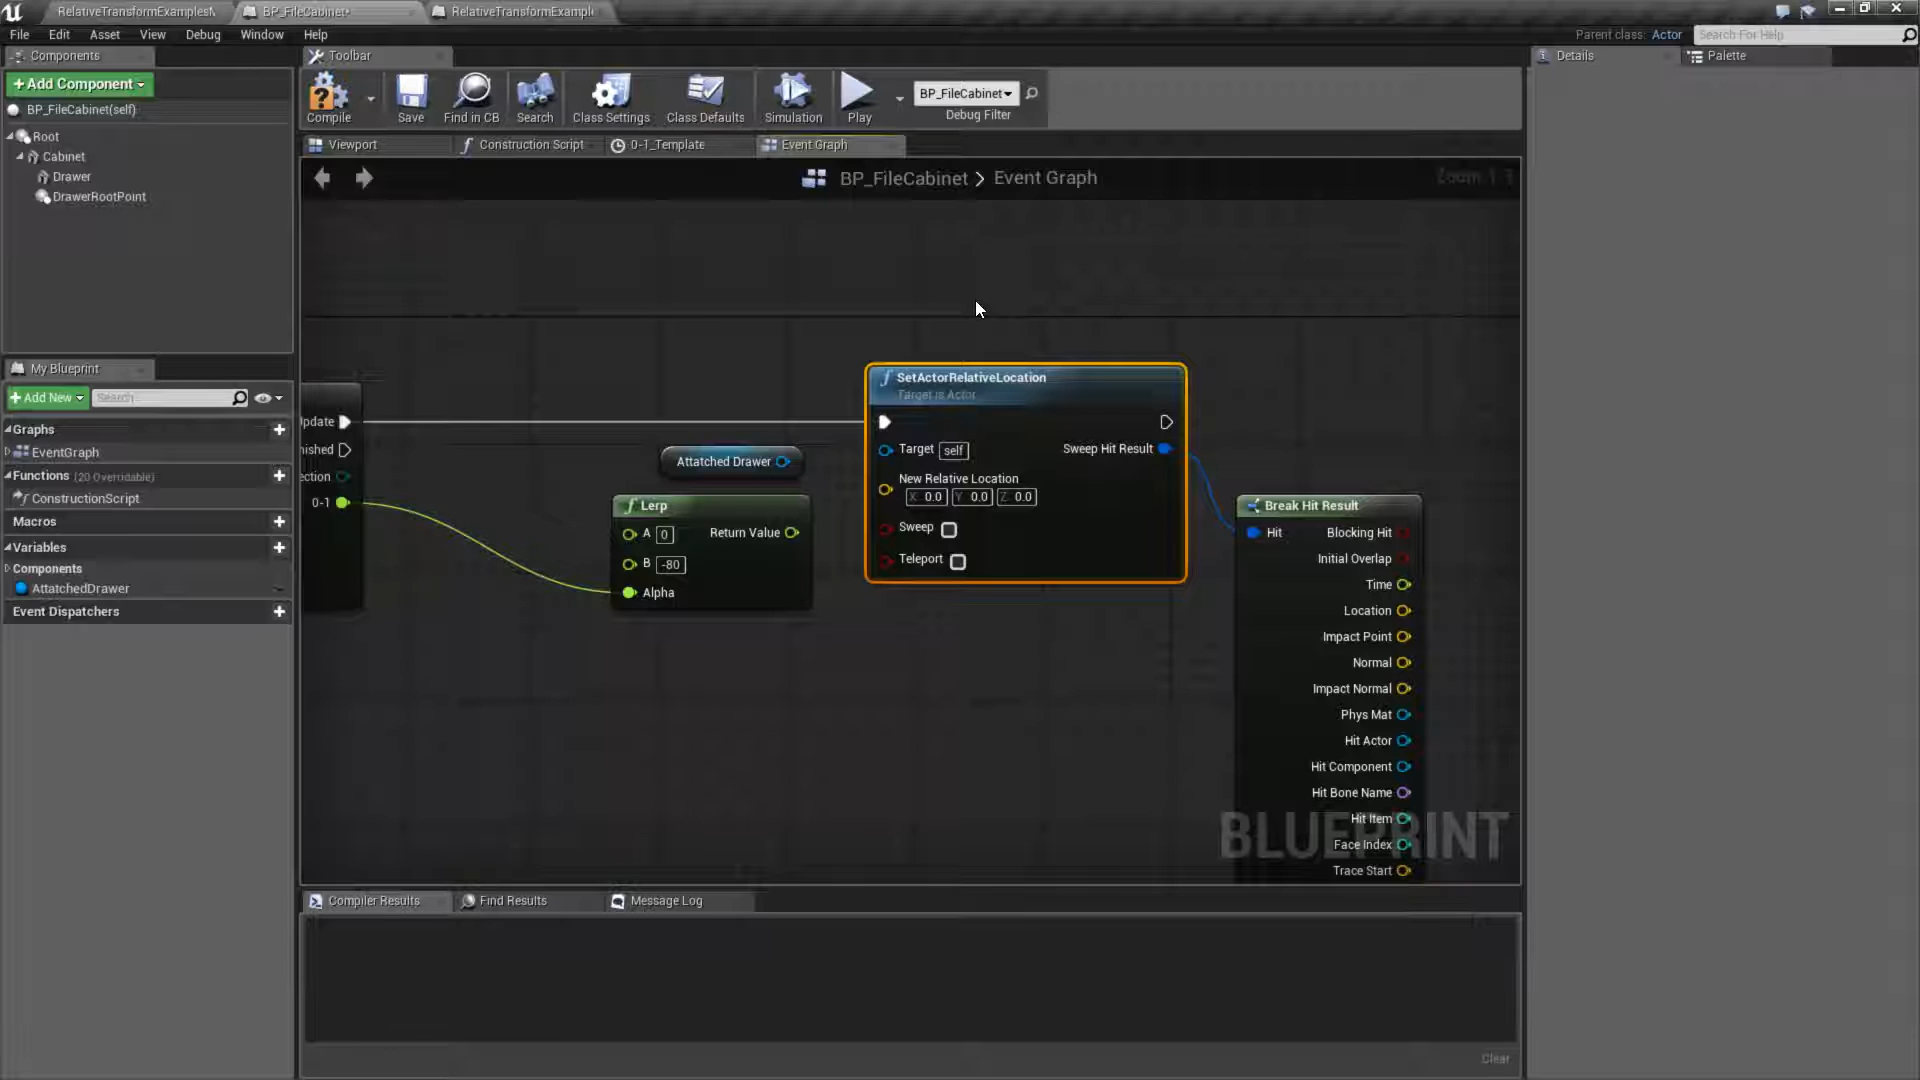 RelativeTransformExamplesM
BP_FileCabinet*
RelativeTransformExampl
File Edit Asset View Debug Window Help
Parent class: Actor
Search For Help
Components
Toolbar
Details
Palette
+Add Component
BP_FileCabinet(self)
Root
Cabinet
Drawer
DrawerRootPoint
Compile
Save
Find in CB
Search
Class Settings
Class Defaults
Simulation
Play
BP_FileCabinet
Debug Filter
Viewport
Construction Script
0-1_Template
Event Graph
BP_FileCabinet > Event Graph
My Blueprint
+Add New
Search
Graphs
EventGraph
Functions (20 Overridable)
ConstructionScript
Macros
Variables
Components
AttatchedDrawer
Event Dispatchers
Update
nished
ection
0-1
Attatched Drawer
Lerp
A 0 Return Value
B -80
Alpha
SetActorRelativeLocation
Target is Actor
Target self Sweep Hit Result
New Relative Location
X 0.0 Y 0.0 Z 0.0
Sweep
Teleport
Break Hit Result
Hit Blocking Hit
Initial Overlap
Time
Location
Impact Point
Normal
Impact Normal
Phys Mat
Hit Actor
Hit Component
Hit Bone Name
Hit Item
Face Index
Trace Start
BLUEPRINT
Compiler Results
Find Results
Message Log
Clear